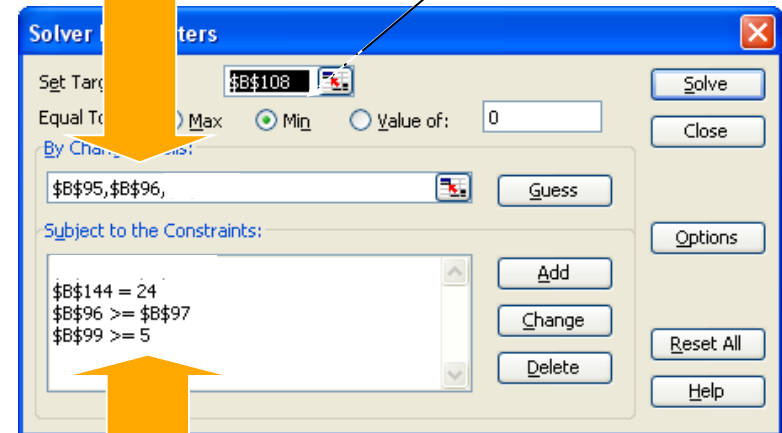 Solver ters
Set Targ $B$108
Equal To Max Min Value of: 0
By Chang
$B$95,$B$96,
Guess
Subject to the Constraints:
$B$144 = 24
$B$96 >= $B$97
$B$99 >= 5
Add
Change
Delete
Solve
Close
Options
Reset All
Help